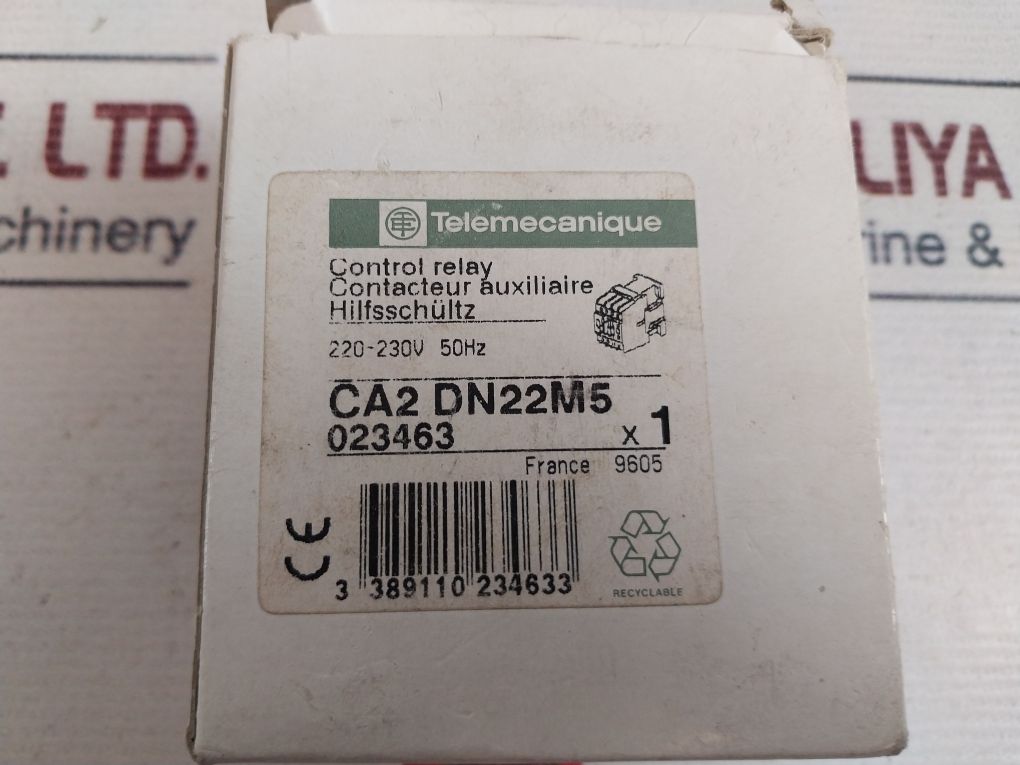 LTD.
LIYA
chinery
ine &
Telemecanique
Control relay
Contacteur auxiliaire
Hilfsschültz
220-230V 50Hz
CA2 DN22M5
023463 x 1
France 9605
CE
3 389110 234633
RECYCLABLE